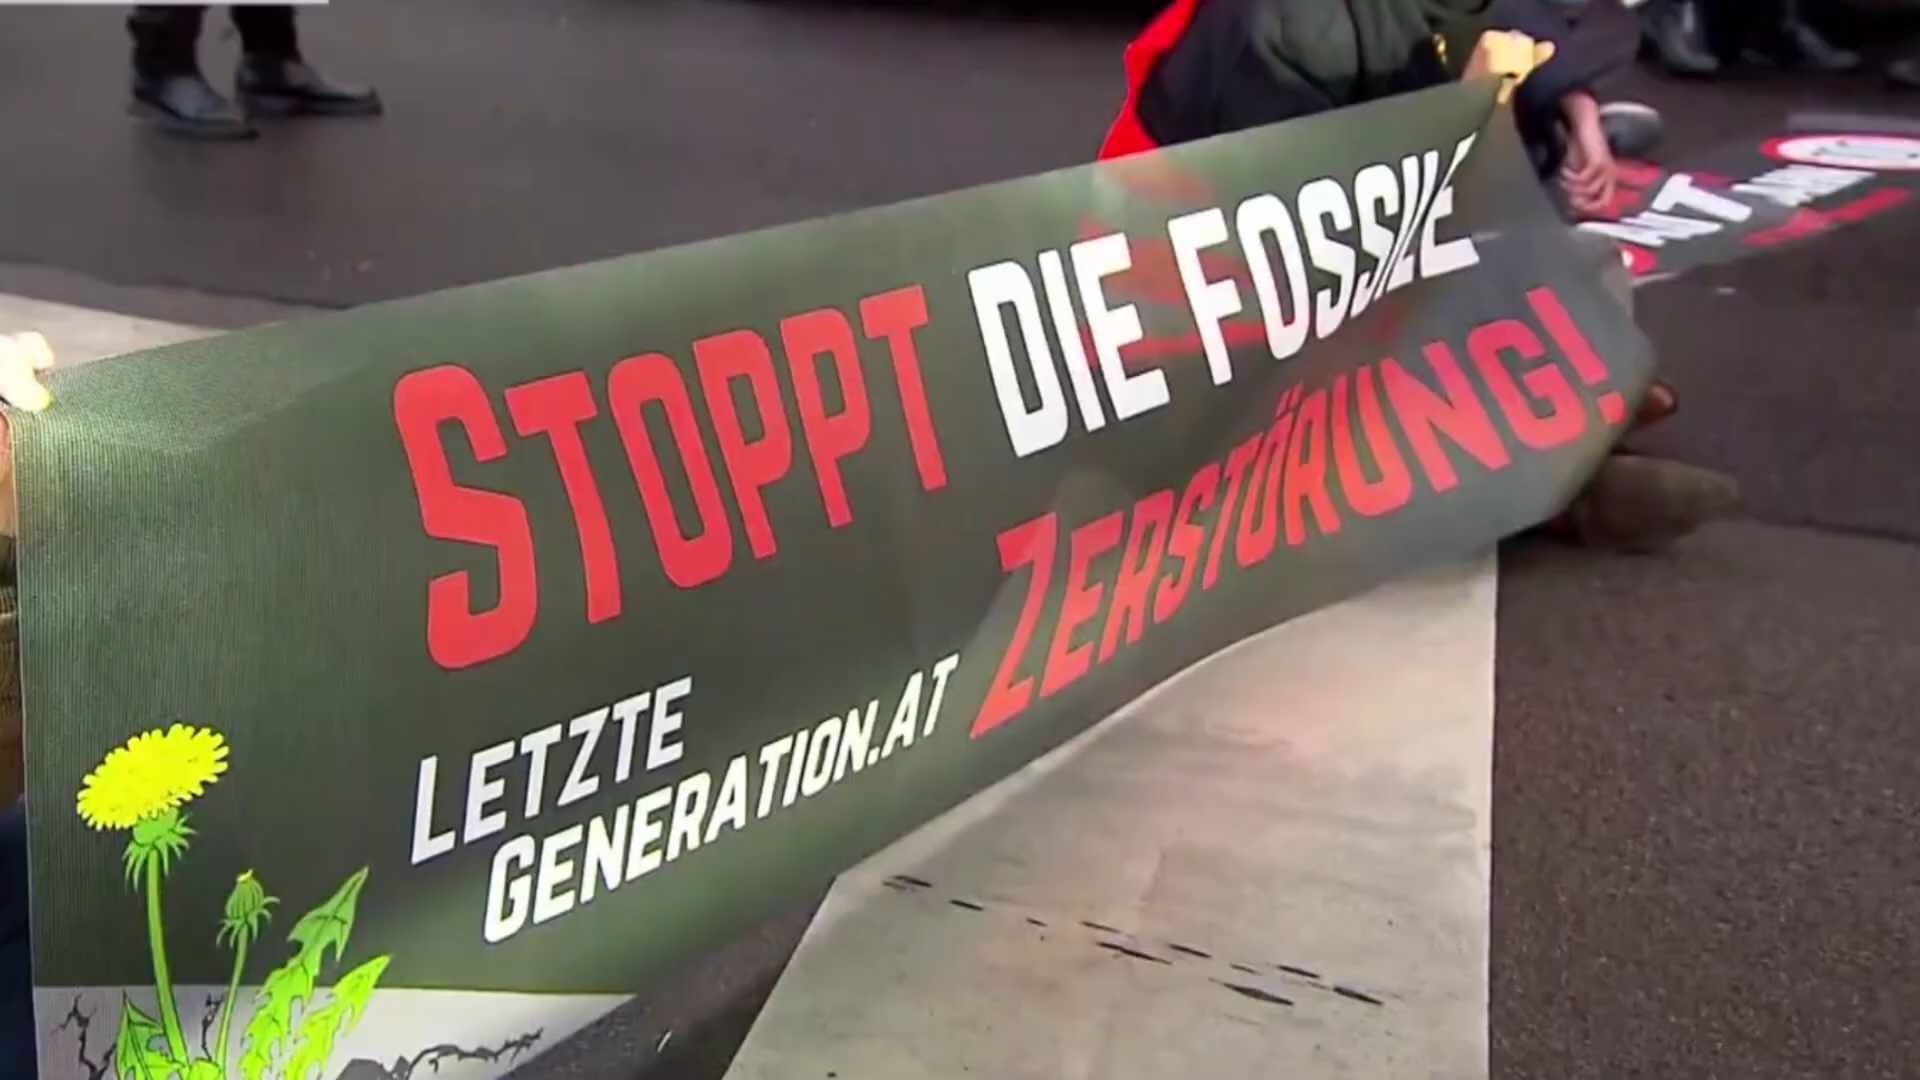 STOPPT DIE FOSSILE
ZERSTÖRUNG!
LETZTE
GENERATION.AT